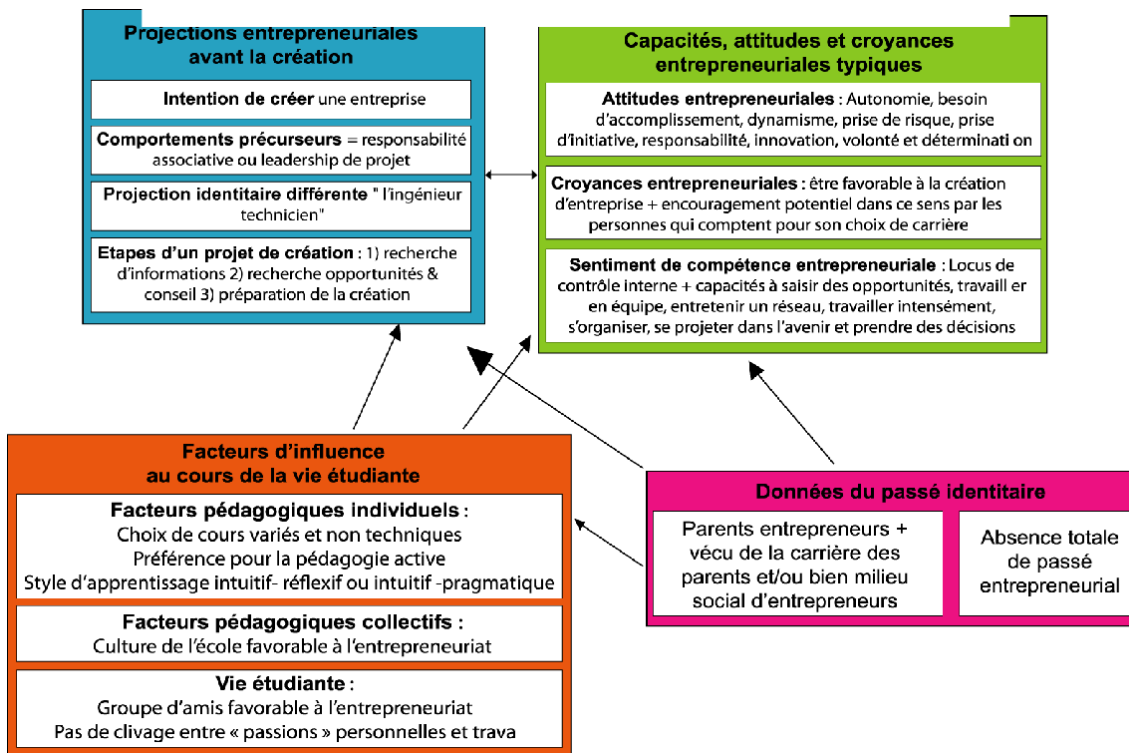 Projections entrepreneuriales
avant la création
Intention de créer une entreprise
Comportements précurseurs = responsabilité
associative ou leadership de projet
Projection identitaire différente " l'ingénieur
technicien"
Etapes d'un projet de création : 1) recherche
d'informations 2) recherche opportunités &
conseil 3) préparation de la création
Capacités, attitudes et croyances
entrepreneuriales typiques
Attitudes entrepreneuriales : Autonomie, besoin
d'accomplissement, dynamisme, prise de risque, prise
d'initiative, responsabilité, innovation, volonté et déterminati on
Croyances entrepreneuriales : être favorable à la création
d'entreprise + encouragement potentiel dans ce sens par les
personnes qui comptent pour son choix de carrière
Sentiment de compétence entrepreneuriale : Locus de
contrôle interne + capacités à saisir des opportunités, travaill er
en équipe, entretenir un réseau, travailler intensément,
s'organiser, se projeter dans l'avenir et prendre des décisions
Facteurs d'influence
au cours de la vie étudiante
Facteurs pédagogiques individuels :
Choix de cours variés et non techniques
Préférence pour la pédagogie active
Style d'apprentissage intuitif- réflexif ou intuitif -pragmatique
Facteurs pédagogiques collectifs :
Culture de l'école favorable à l'entrepreneuriat
Vie étudiante :
Groupe d'amis favorable à l'entrepreneuriat
Pas de clivage entre « passions » personnelles et trava
Données du passé identitaire
Parents entrepreneurs +
vécu de la carrière des
parents et/ou bien milieu
social d'entrepreneurs
Absence totale
de passé
entrepreneurial